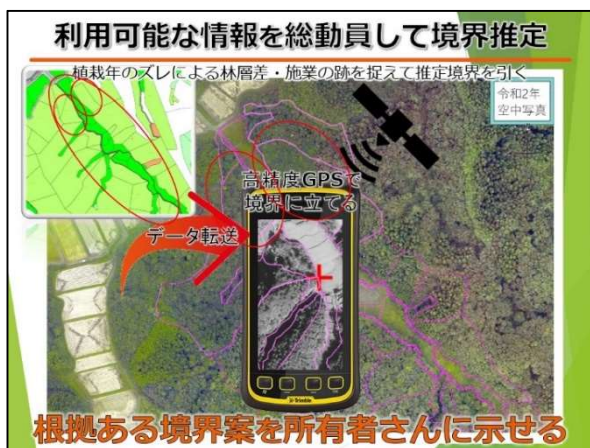 利用可能な情報を総動員して境界推定
植栽年のズレによる林層差・施業の跡を捉えて推定境界を引く
令和2年
空中写真
高精度GPSで
境界に立てる
データ転送
Trimble
根拠ある境界案を所有者さんに示せる